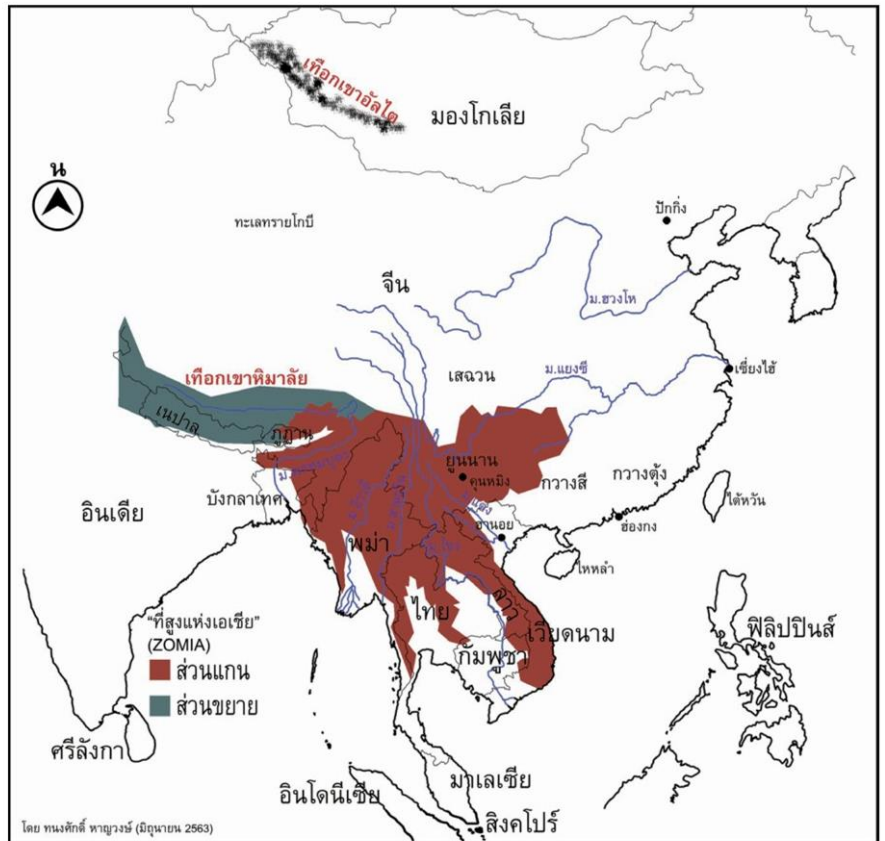 เทือกเขาอัลไต
มองโกเลีย
น
ปักกิ่ง
ทะเลทรายโกบี
จีน
ม.ฮวงโห
เสฉวน
ม.แยงซี
เซี่ยงไฮ้
เทือกเขาหิมาลัย
เนปาล
ภูฏาน
ยูนนาน
คุนหมิง
กวางสี
กวางตุ้ง
บังกลาเทศ
ไต้หวัน
อินเดีย
ฮ่องกง
ฮานอย
พม่า
ไหหลำ
ลาว
ไทย
"ที่สูงแห่งเอเชีย"
(ZOMIA)
เวียดนาม
ฟิลิปปินส์
กัมพูชา
ส่วนแกน
ส่วนขยาย
ศรีลังกา
มาเลเซีย
อินโดนีเซีย
สิงคโปร์
โดย ทนงศักดิ์ หาญวงษ์ (มิถุนายน 2563)